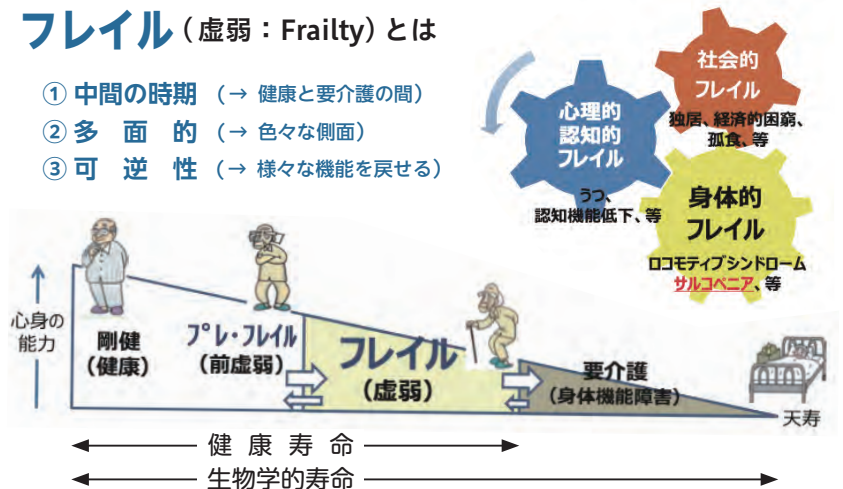 フレイル（虚弱：Frailty）とは
① 中間の時期 （→ 健康と要介護の間）
② 多面的 （→ 色々な側面）
③ 可逆性 （→ 様々な機能を戻せる）
社会的
フレイル
独居、経済的困窮、
孤食、等
心理的
認知的
フレイル
うつ、
認知機能低下、等
身体的
フレイル
ロコモティブシンドローム
サルコペニア、等
心身の
能力
剛健
（健康）
プレ・フレイル
（前虚弱）
フレイル
（虚弱）
要介護
（身体機能障害）
天寿
健康寿命
生物学的寿命